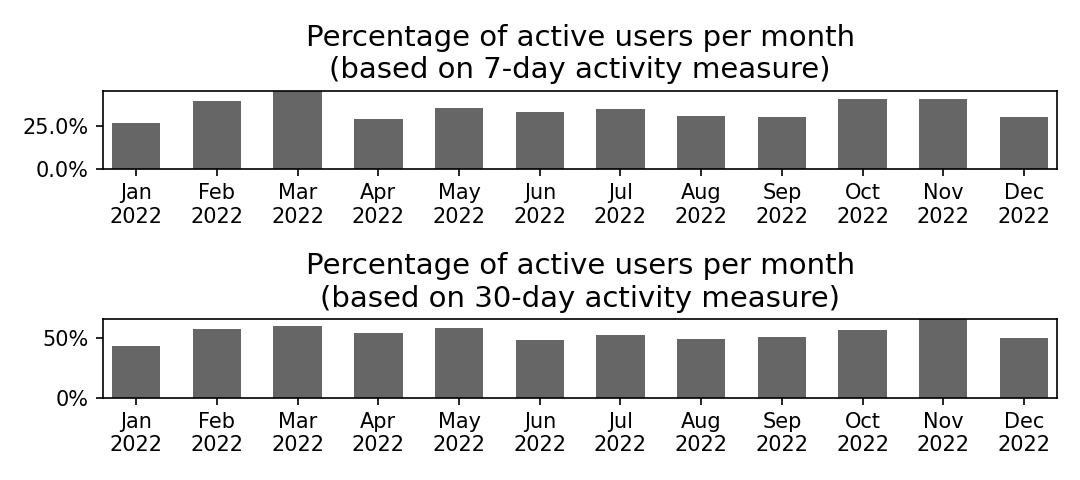 Percentage of active users per month
(based on 7-day activity measure)
25.0%
0.0%
Jan Feb Mar Apr May Jun Jul Aug Sep Oct Nov Dec
2022 2022 2022 2022 2022 2022 2022 2022 2022 2022 2022 2022
Percentage of active users per month
(based on 30-day activity measure)
50%
0%
Jan Feb Mar Apr May Jun Jul Aug Sep Oct Nov Dec
2022 2022 2022 2022 2022 2022 2022 2022 2022 2022 2022 2022